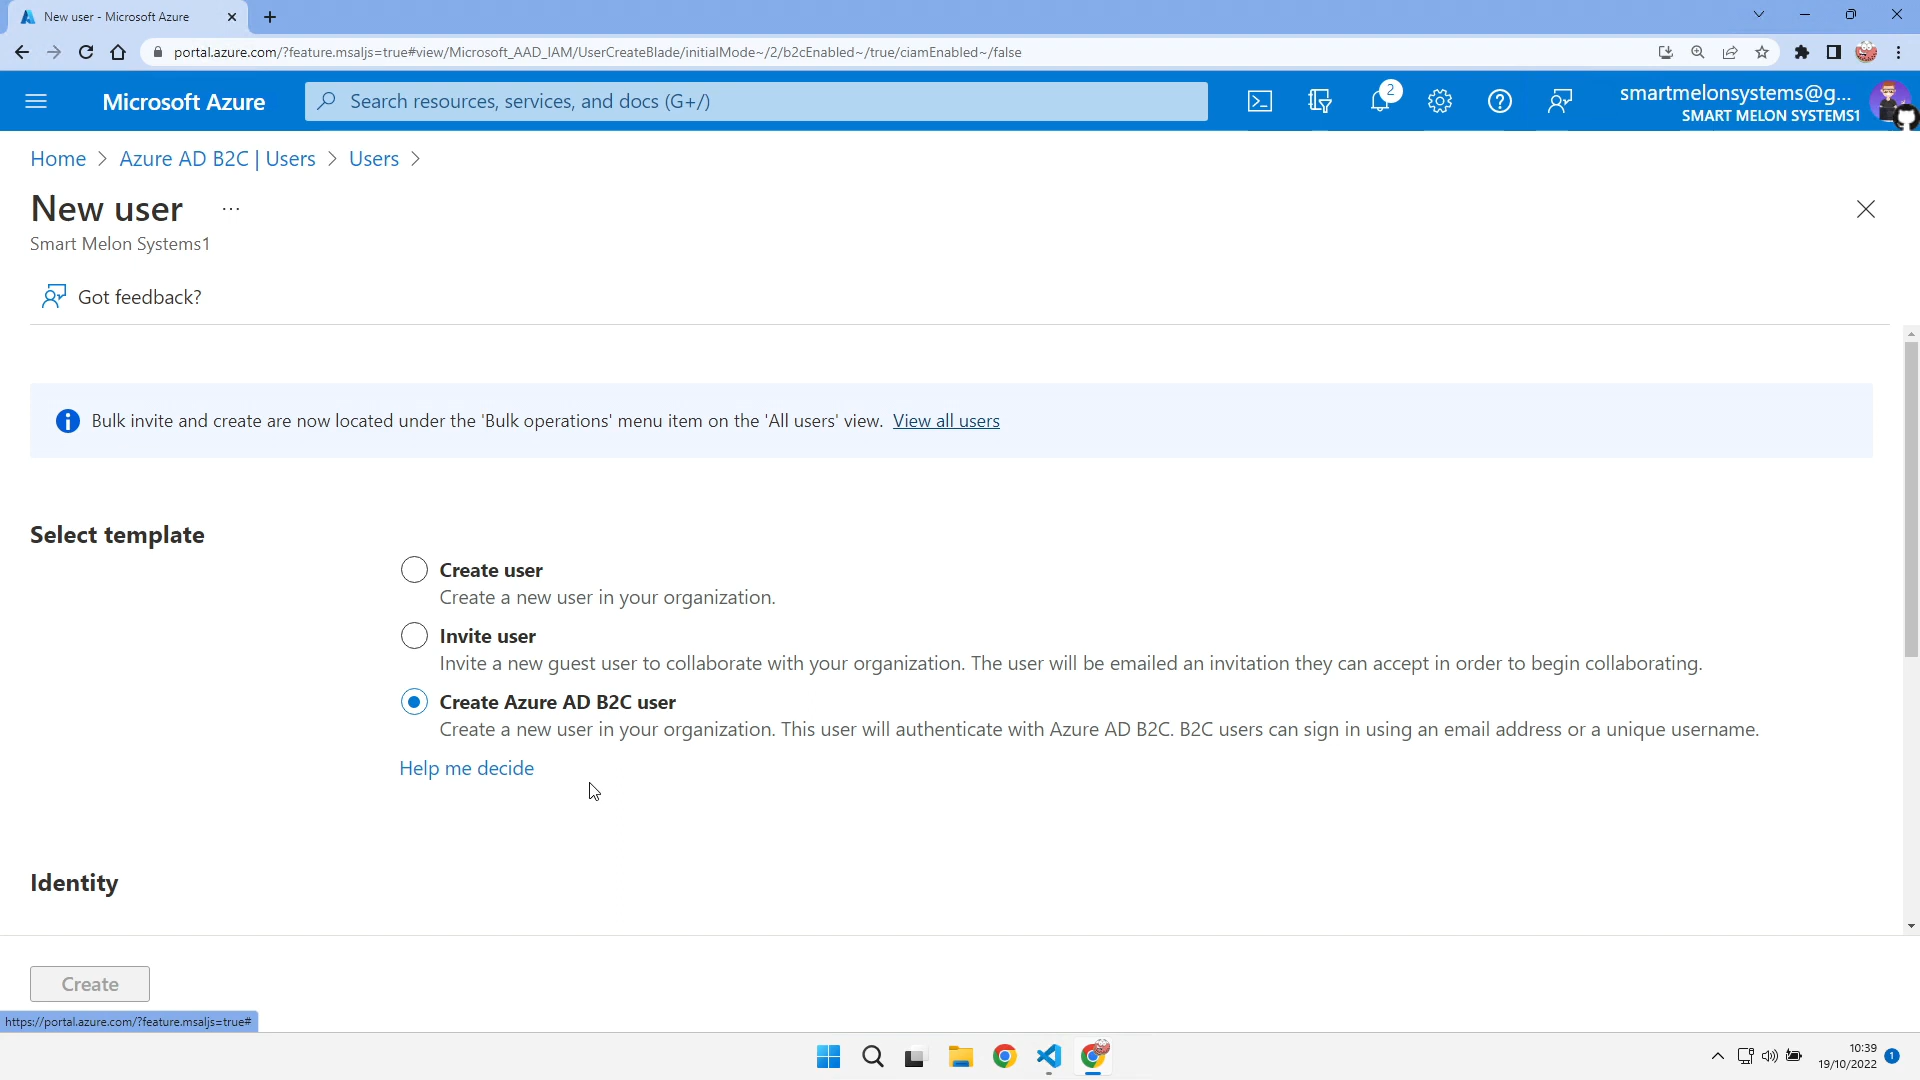 New user - Microsoft Azure
portal.azure.com/?feature.msaljs=true#view/Microsoft_AAD_IAM/UserCreateBlade/initialMode~/2/b2cEnabled~/true/ciamEnabled~/false
Microsoft Azure
Search resources, services, and docs (G+/)
2
smartmelonsystems@g...
SMART MELON SYSTEMS1
Home > Azure AD B2C | Users > Users >
New user ...
Smart Melon Systems1
Got feedback?
Bulk invite and create are now located under the 'Bulk operations' menu item on the 'All users' view. View all users
Select template
Create user
Create a new user in your organization.
Invite user
Invite a new guest user to collaborate with your organization. The user will be emailed an invitation they can accept in order to begin collaborating.
Create Azure AD B2C user
Create a new user in your organization. This user will authenticate with Azure AD B2C. B2C users can sign in using an email address or a unique username.
Help me decide
Identity
Create
https://portal.azure.com/?feature.msaljs=true#
10:39
19/10/2022
1